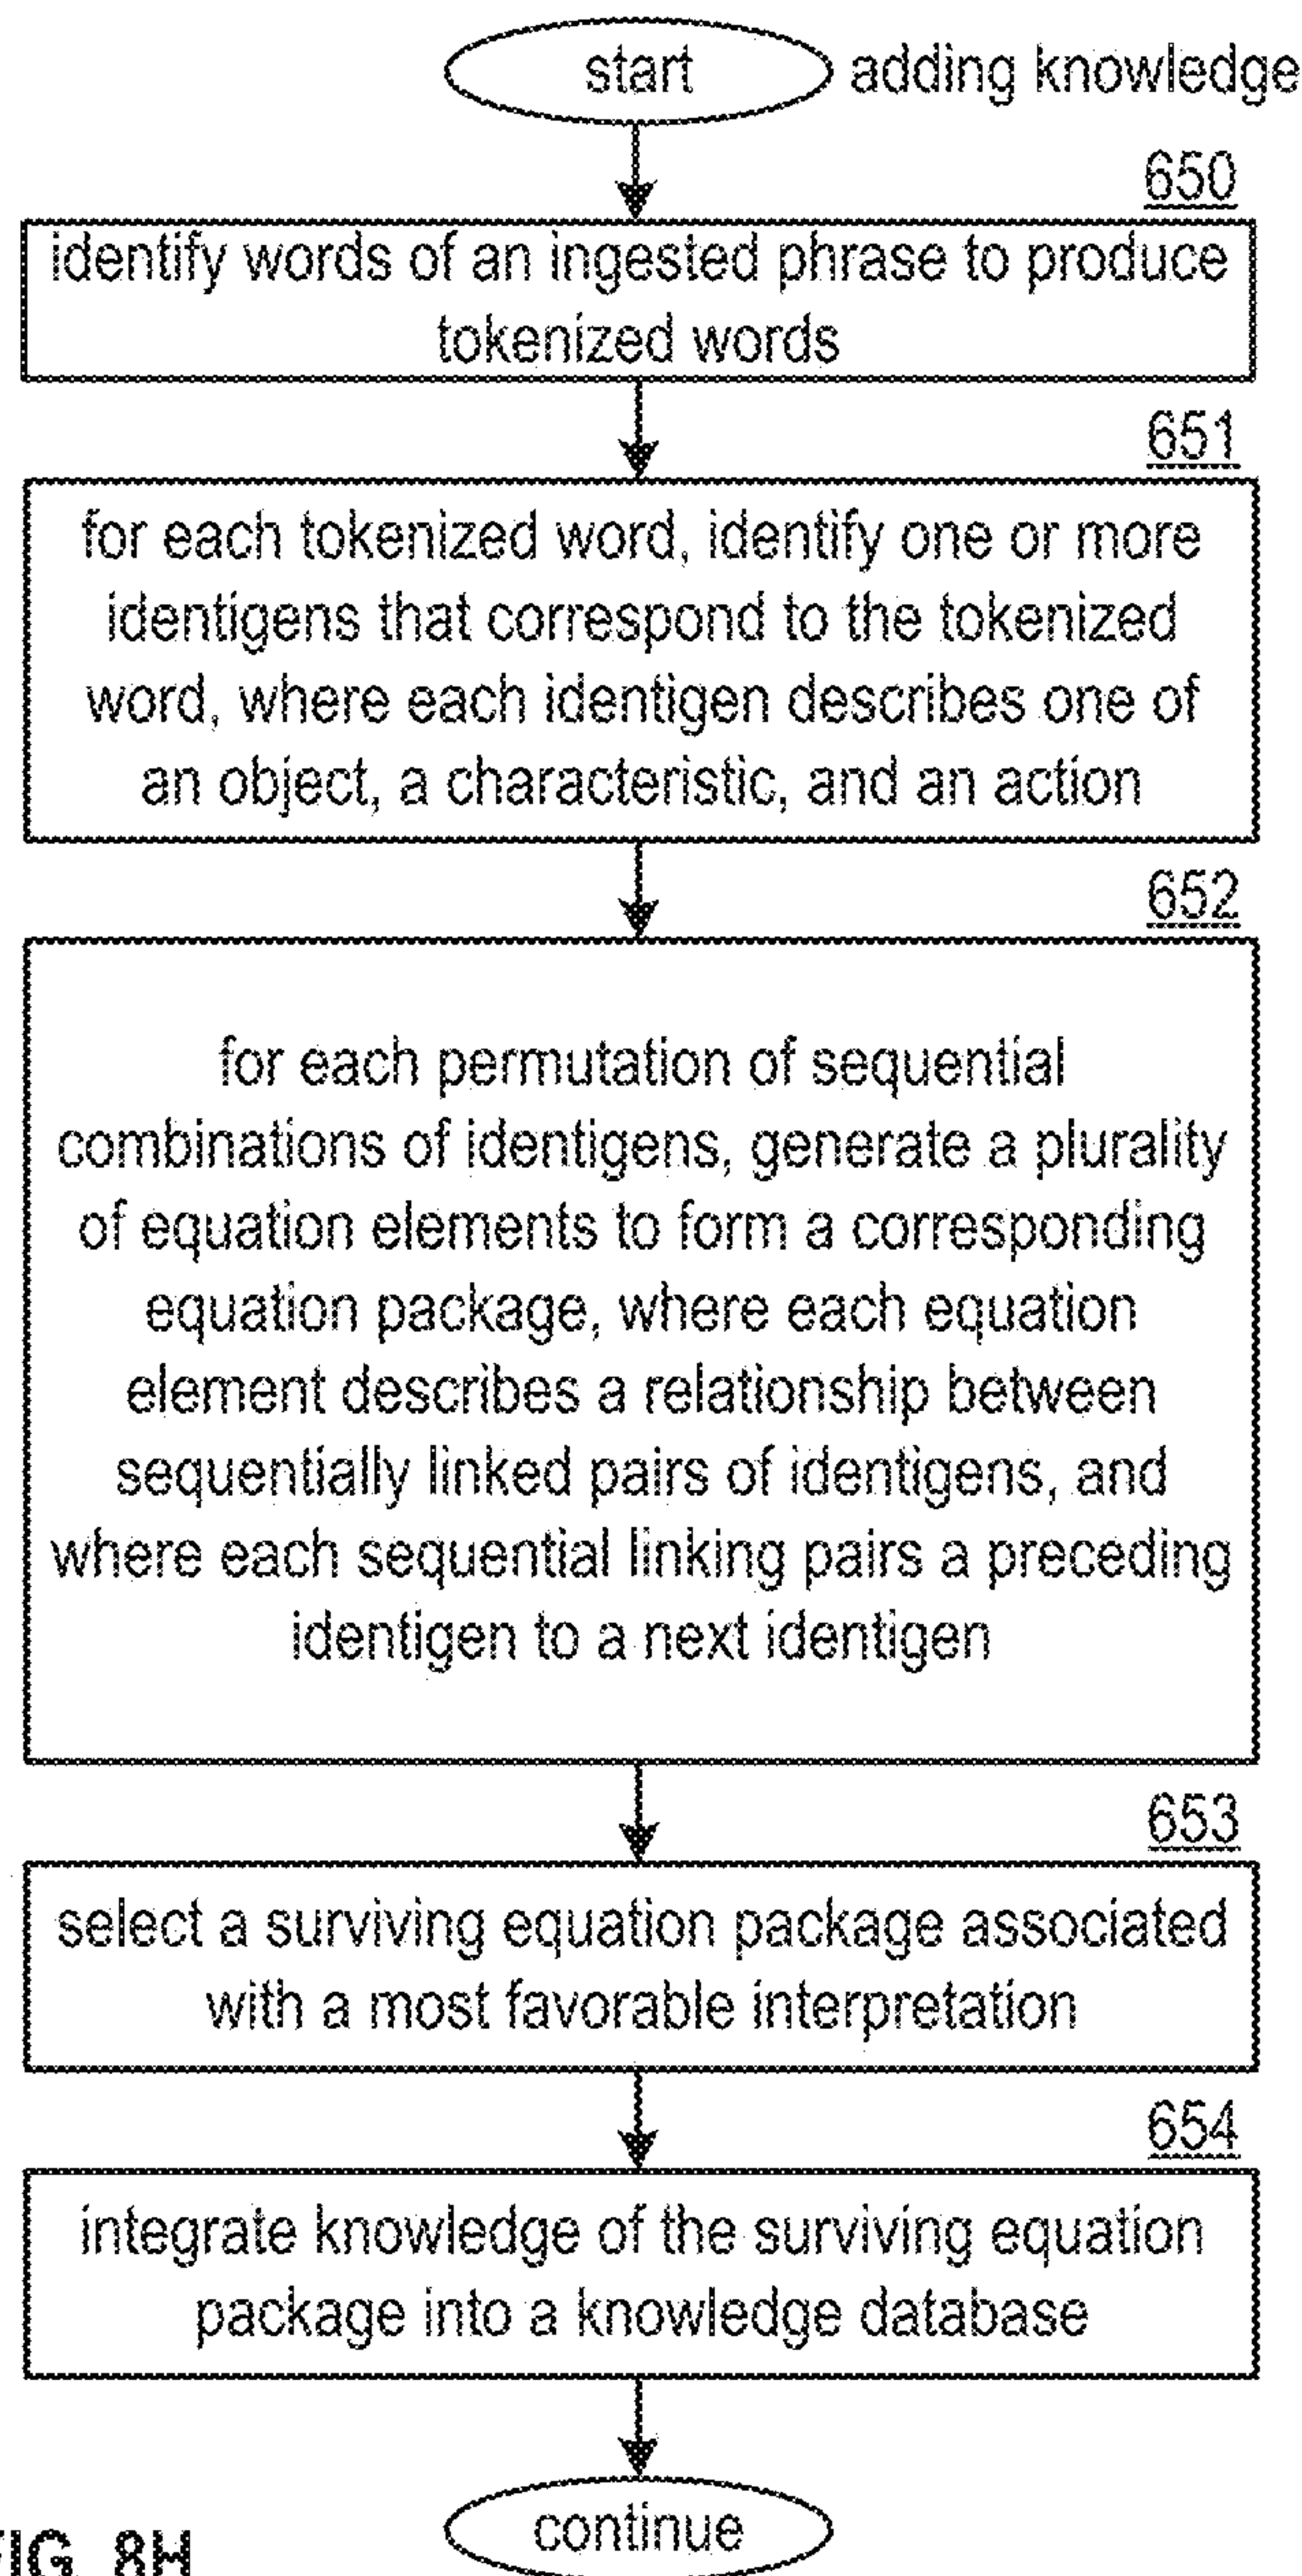 start adding knowledge
650
identify words of an ingested phrase to produce
tokenized words
651
for each tokenized word, identify one or more
identigens that correspond to the tokenized
word, where each identigen describes one of
an object, a characteristic, and an action
652
for each permutation of sequential
combinations of identigens, generate a plurality
of equation elements to form a corresponding
equation package, where each equation
element describes a relationship between
sequentially linked pairs of identigens, and
where each sequential linking pairs a preceding
identigen to a next identigen
653
select a surviving equation package associated
with a most favorable interpretation
654
integrate knowledge of the surviving equation
package into a knowledge database
continue
FIG. 8H